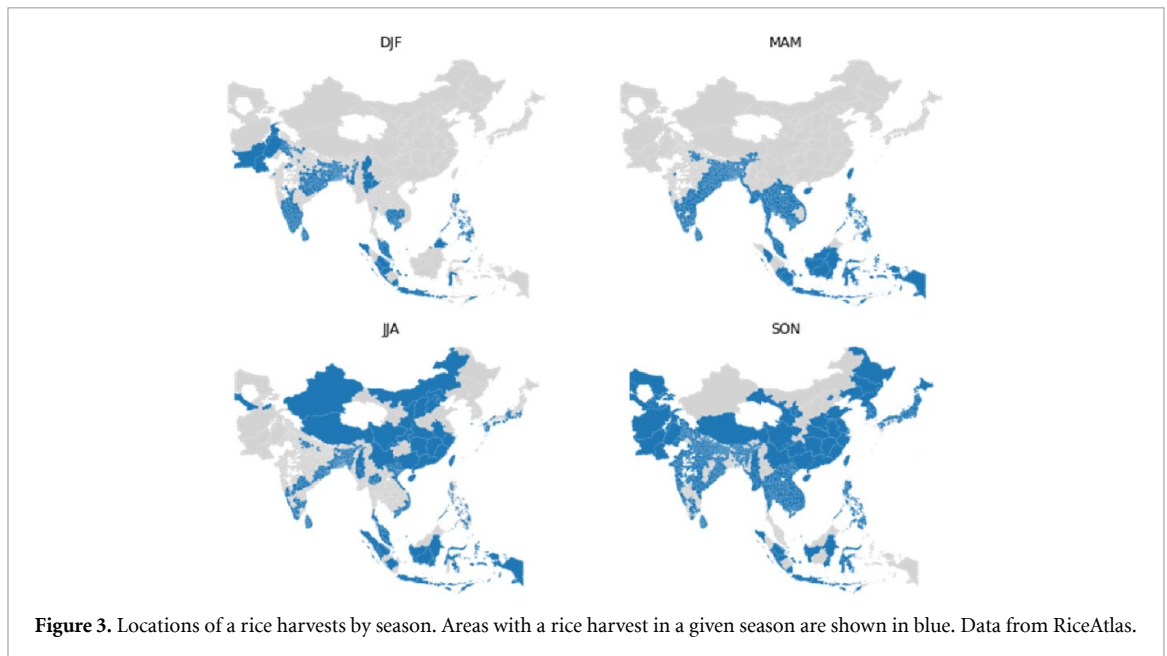 DJF
MAM
JJA
SON
Figure 3. Locations of a rice harvests by season. Areas with a rice harvest in a given season are shown in blue. Data from RiceAtlas.